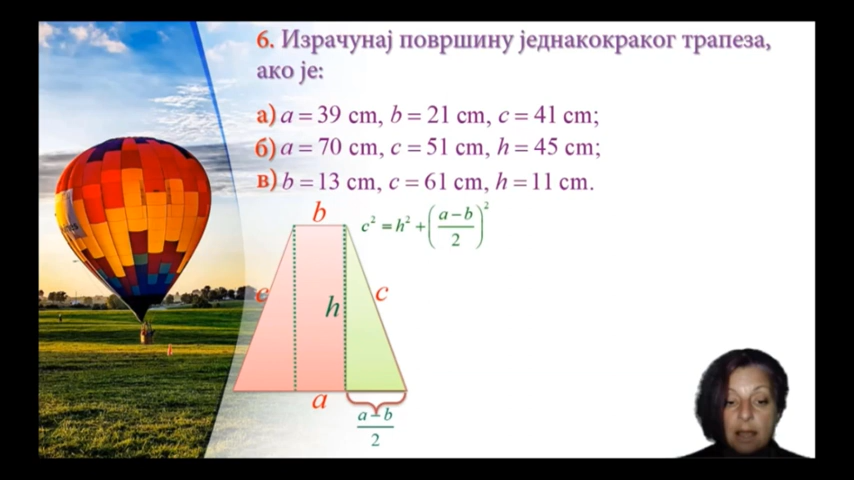 6. Израчунај површину једнакокраког трапеза,
ако је:
а) a = 39 cm, b = 21 cm, c = 41 cm;
б) a = 70 cm, c = 51 cm, h = 45 cm;
в) b = 13 cm, c = 61 cm, h = 11 cm.
b
c² = h² + ((a−b)/2)²
c
h
c
a
(a−b)/2